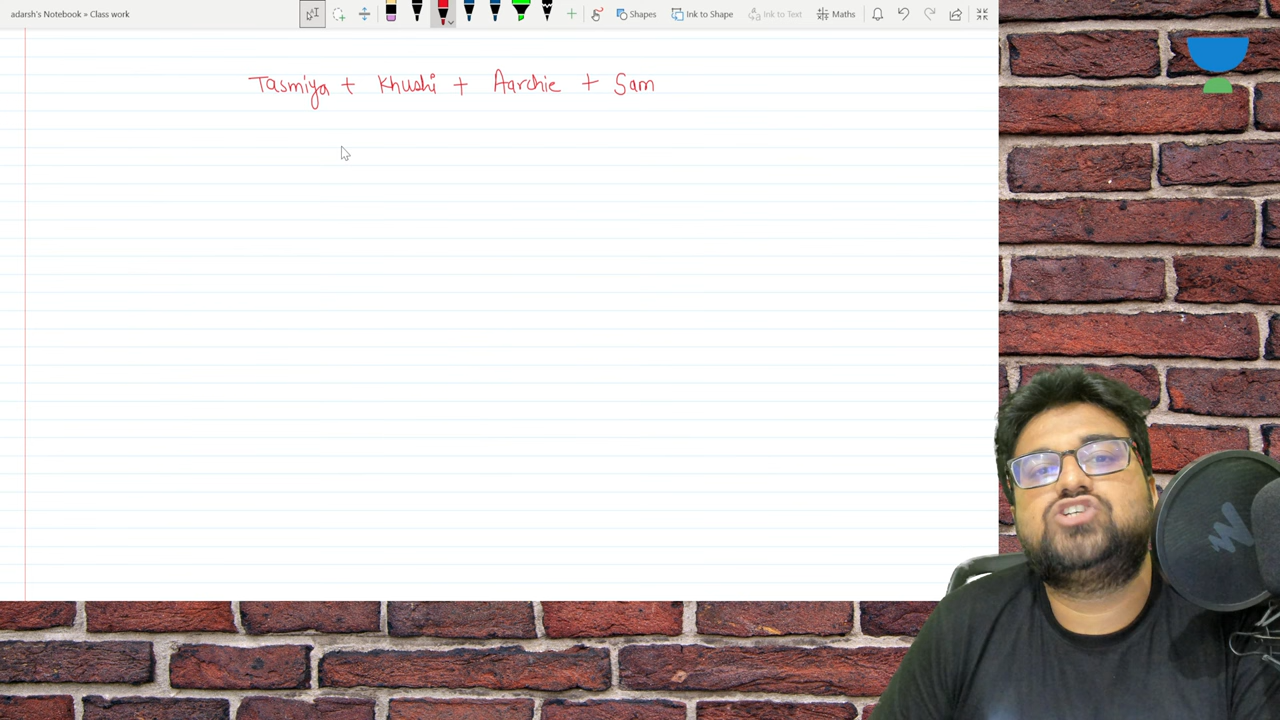 adarsh's Notebook » Class work
Shapes
Ink to Shape
Ink to Text
Maths
Tasmiya + Khushi + Aarchie + Sam